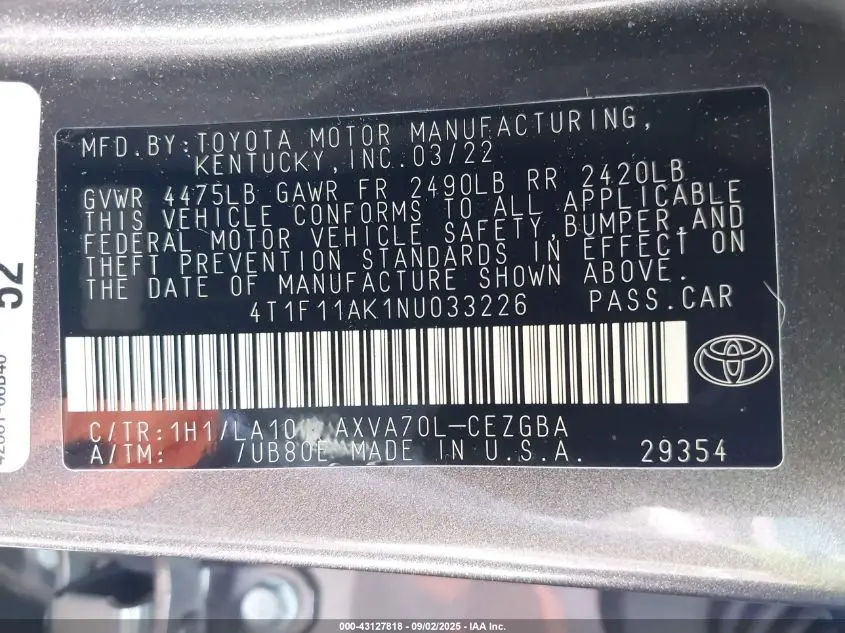 MFD.BY:TOYOTA MOTOR MANUFACTURING,
KENTUCKY,INC.03/22
GVWR 4475LB GAWR FR 2490LB RR 2420LB
THIS VEHICLE CONFORMS TO ALL APPLICABLE
FEDERAL MOTOR VEHICLE SAFETY,BUMPER,AND
THEFT PREVENTION STANDARDS IN EFFECT ON
THE DATE OF MANUFACTURE SHOWN ABOVE.
4T1F11AK1NU033226 PASS.CAR
C/TR:1H1/LA10 AXVA70L-CEZGBA
A/TM: /UB80E MADE IN U.S.A. 29354
52
000-43127818 - 09/02/2025 - IAA Inc.